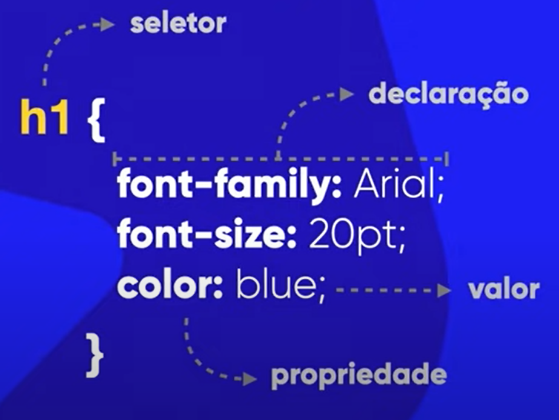 seletor
declaração
h1 {
font-family: Arial;
font-size: 20pt;
color: blue;
valor
}
propriedade